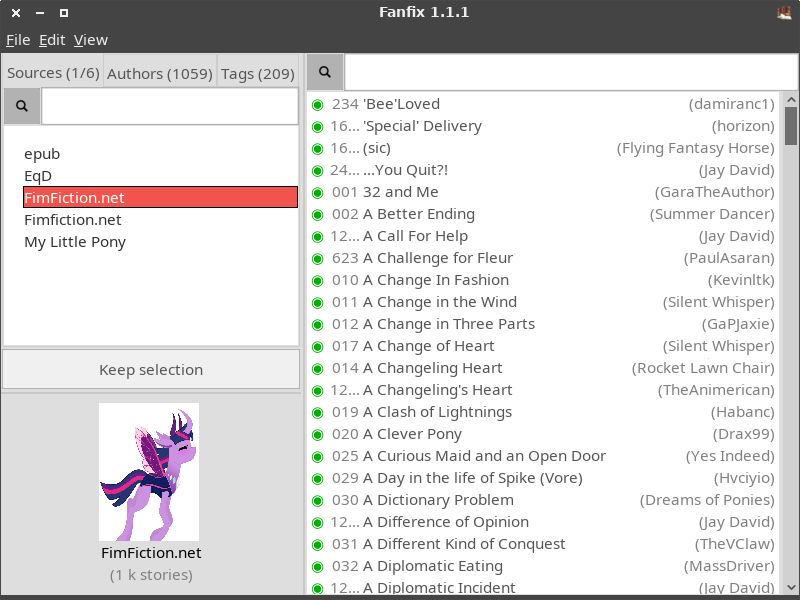 Fanfix 1.1.1
File Edit View
Sources (1/6) Authors (1059) Tags (209)
epub
EqD
FimFiction.net
Fimfiction.net
My Little Pony
Keep selection
FimFiction.net
(1 k stories)
234 'Bee'Loved (damiranc1)
16... 'Special' Delivery (horizon)
16... (sic) (Flying Fantasy Horse)
24... ...You Quit?! (Jay David)
001 32 and Me (GaraTheAuthor)
002 A Better Ending (Summer Dancer)
12... A Call For Help (Jay David)
623 A Challenge for Fleur (PaulAsaran)
010 A Change In Fashion (Kevinltk)
011 A Change in the Wind (Silent Whisper)
012 A Change in Three Parts (GaPJaxie)
017 A Change of Heart (Silent Whisper)
014 A Changeling Heart (Rocket Lawn Chair)
12... A Changeling's Heart (TheAnimerican)
019 A Clash of Lightnings (Habanc)
020 A Clever Pony (Drax99)
025 A Curious Maid and an Open Door (Yes Indeed)
029 A Day in the life of Spike (Vore) (Hvciyio)
030 A Dictionary Problem (Dreams of Ponies)
12... A Difference of Opinion (Jay David)
031 A Different Kind of Conquest (TheVClaw)
032 A Diplomatic Eating (MassDriver)
12... A Diplomatic Incident (Jay David)